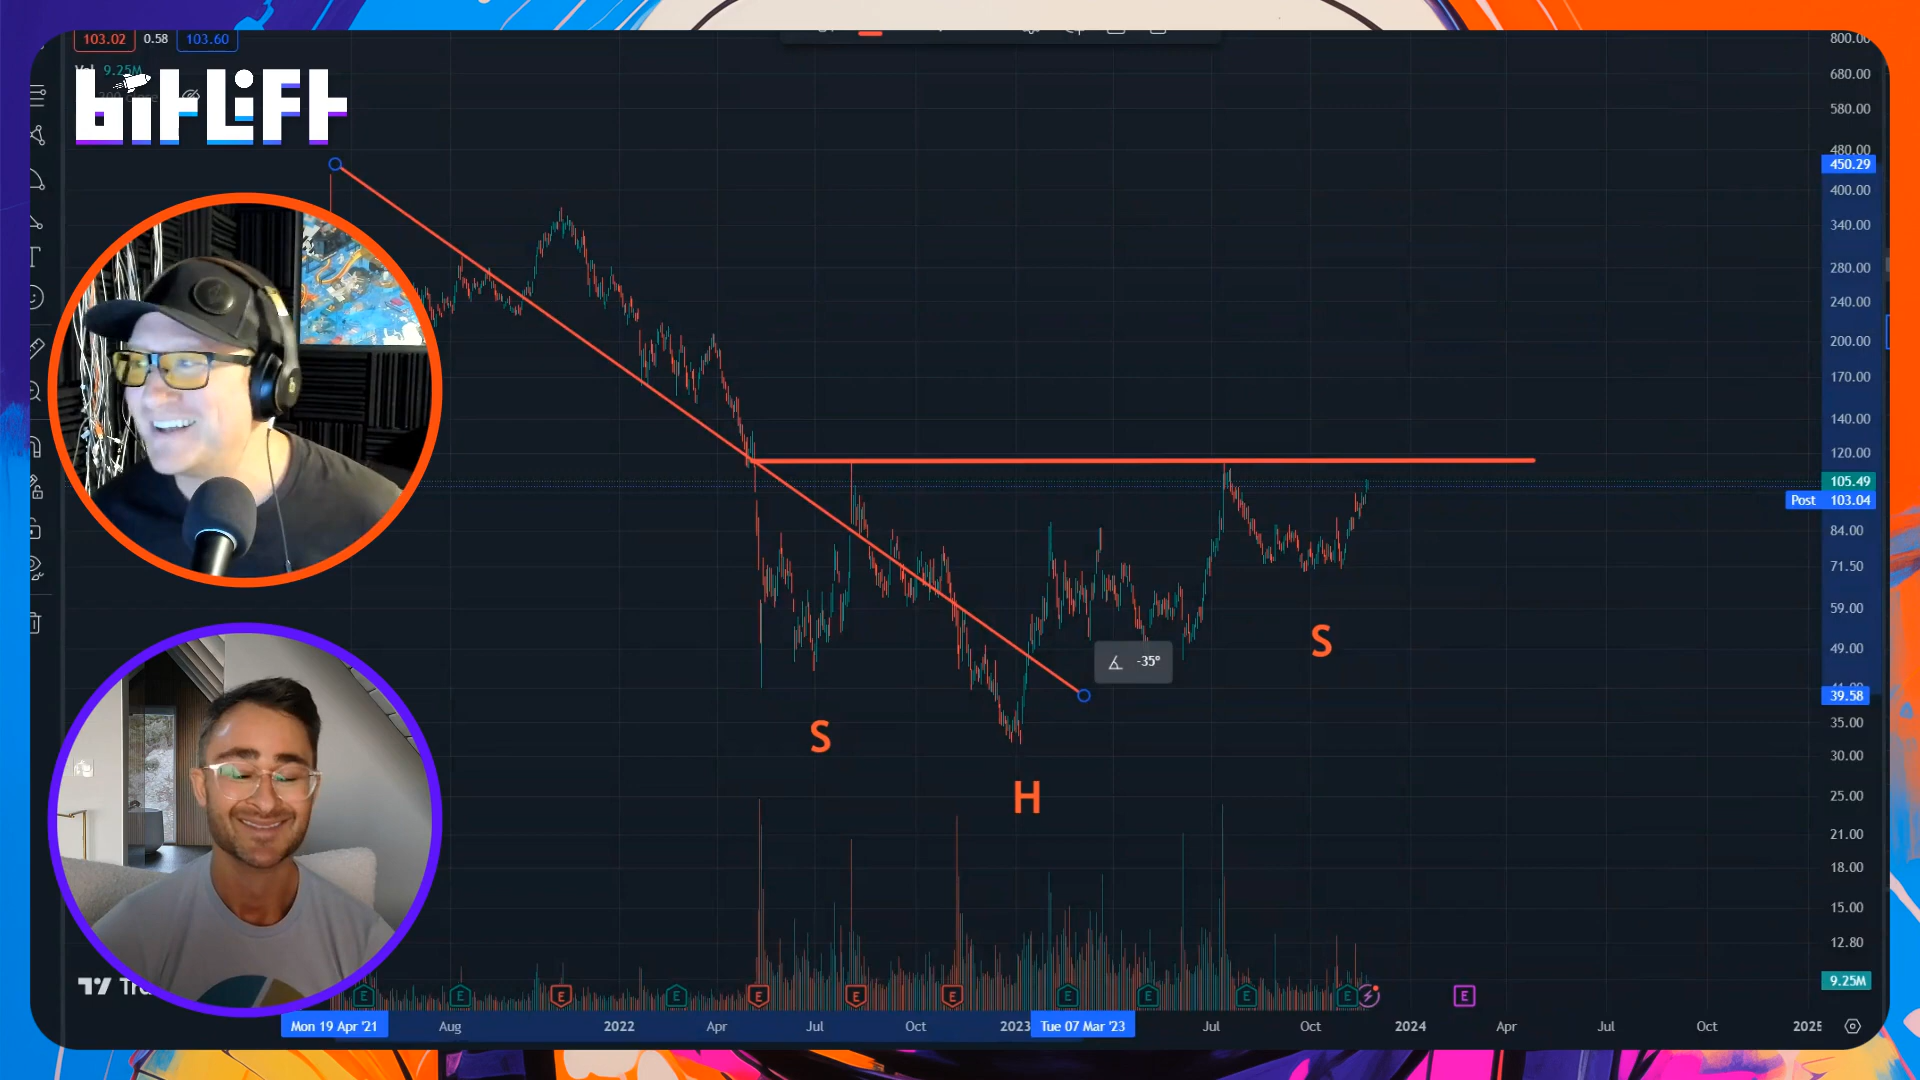 103.02 0.58 103.60
9.25M
bitLift
800.00
680.00
580.00
480.00
450.29
400.00
340.00
280.00
240.00
200.00
170.00
140.00
120.00
105.49
Post 103.04
84.00
71.50
59.00
49.00
39.58
35.00
30.00
25.00
21.00
18.00
15.00
12.80
9.25M
-35°
S
S
H
E E E E E E E E E E E E
Mon 19 Apr '21 Aug 2022 Apr Jul Oct 2023 Tue 07 Mar '23 Jul Oct 2024 Apr Jul Oct 2025